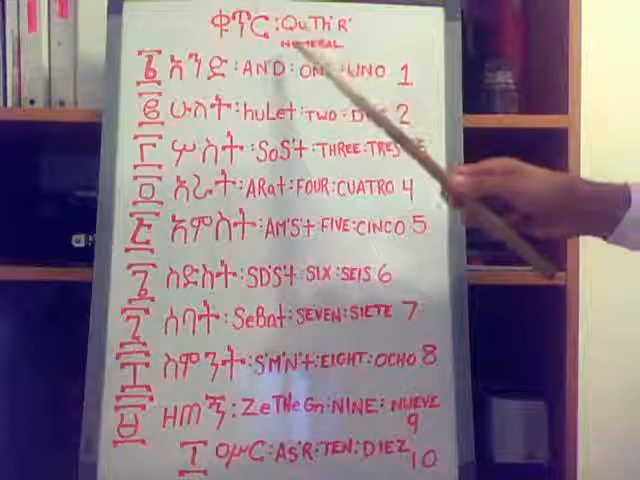 ቁጥር:QuTh'R'
NUMERAL
፩ አንድ:AN'D:ONE:UNO 1
፪ ሁለት:huLet:TWO: 2
፫ ሦስት:SoS't:THREE:TRES
፬ አራት:ARat:FOUR:CUATRO 4
፭ አምስት:AM'S't:FIVE:CINCO 5
፮ ስድስት:SD'S't:SIX:SEIS 6
፯ ሰባት:SeBat:SEVEN:SIETE 7
፰ ስምንት:S'M'N't:EIGHT:OCHO 8
፱ ዘጠኝ:ZeTHeGn:NINE:NUEVE 9
፲ ዐሥር:AS'R:TEN:DIEZ 10